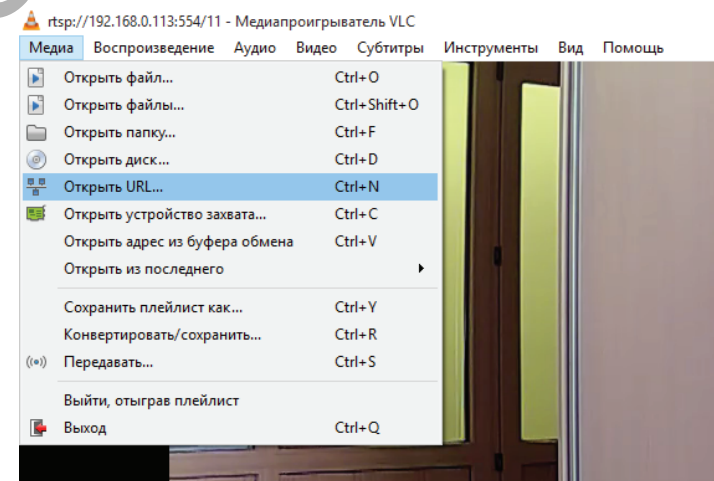 rtsp://192.168.0.113:554/11 - Медиапроигрыватель VLC
Медиа Воспроизведение Аудио Видео Субтитры Инструменты Вид Помощь
Открыть файл... Ctrl+O
Открыть файлы... Ctrl+Shift+O
Открыть папку... Ctrl+F
Открыть диск... Ctrl+D
Открыть URL... Ctrl+N
Открыть устройство захвата... Ctrl+C
Открыть адрес из буфера обмена Ctrl+V
Открыть из последнего
Сохранить плейлист как... Ctrl+Y
Конвертировать/сохранить... Ctrl+R
Передавать... Ctrl+S
Выйти, отыграв плейлист
Выход Ctrl+Q